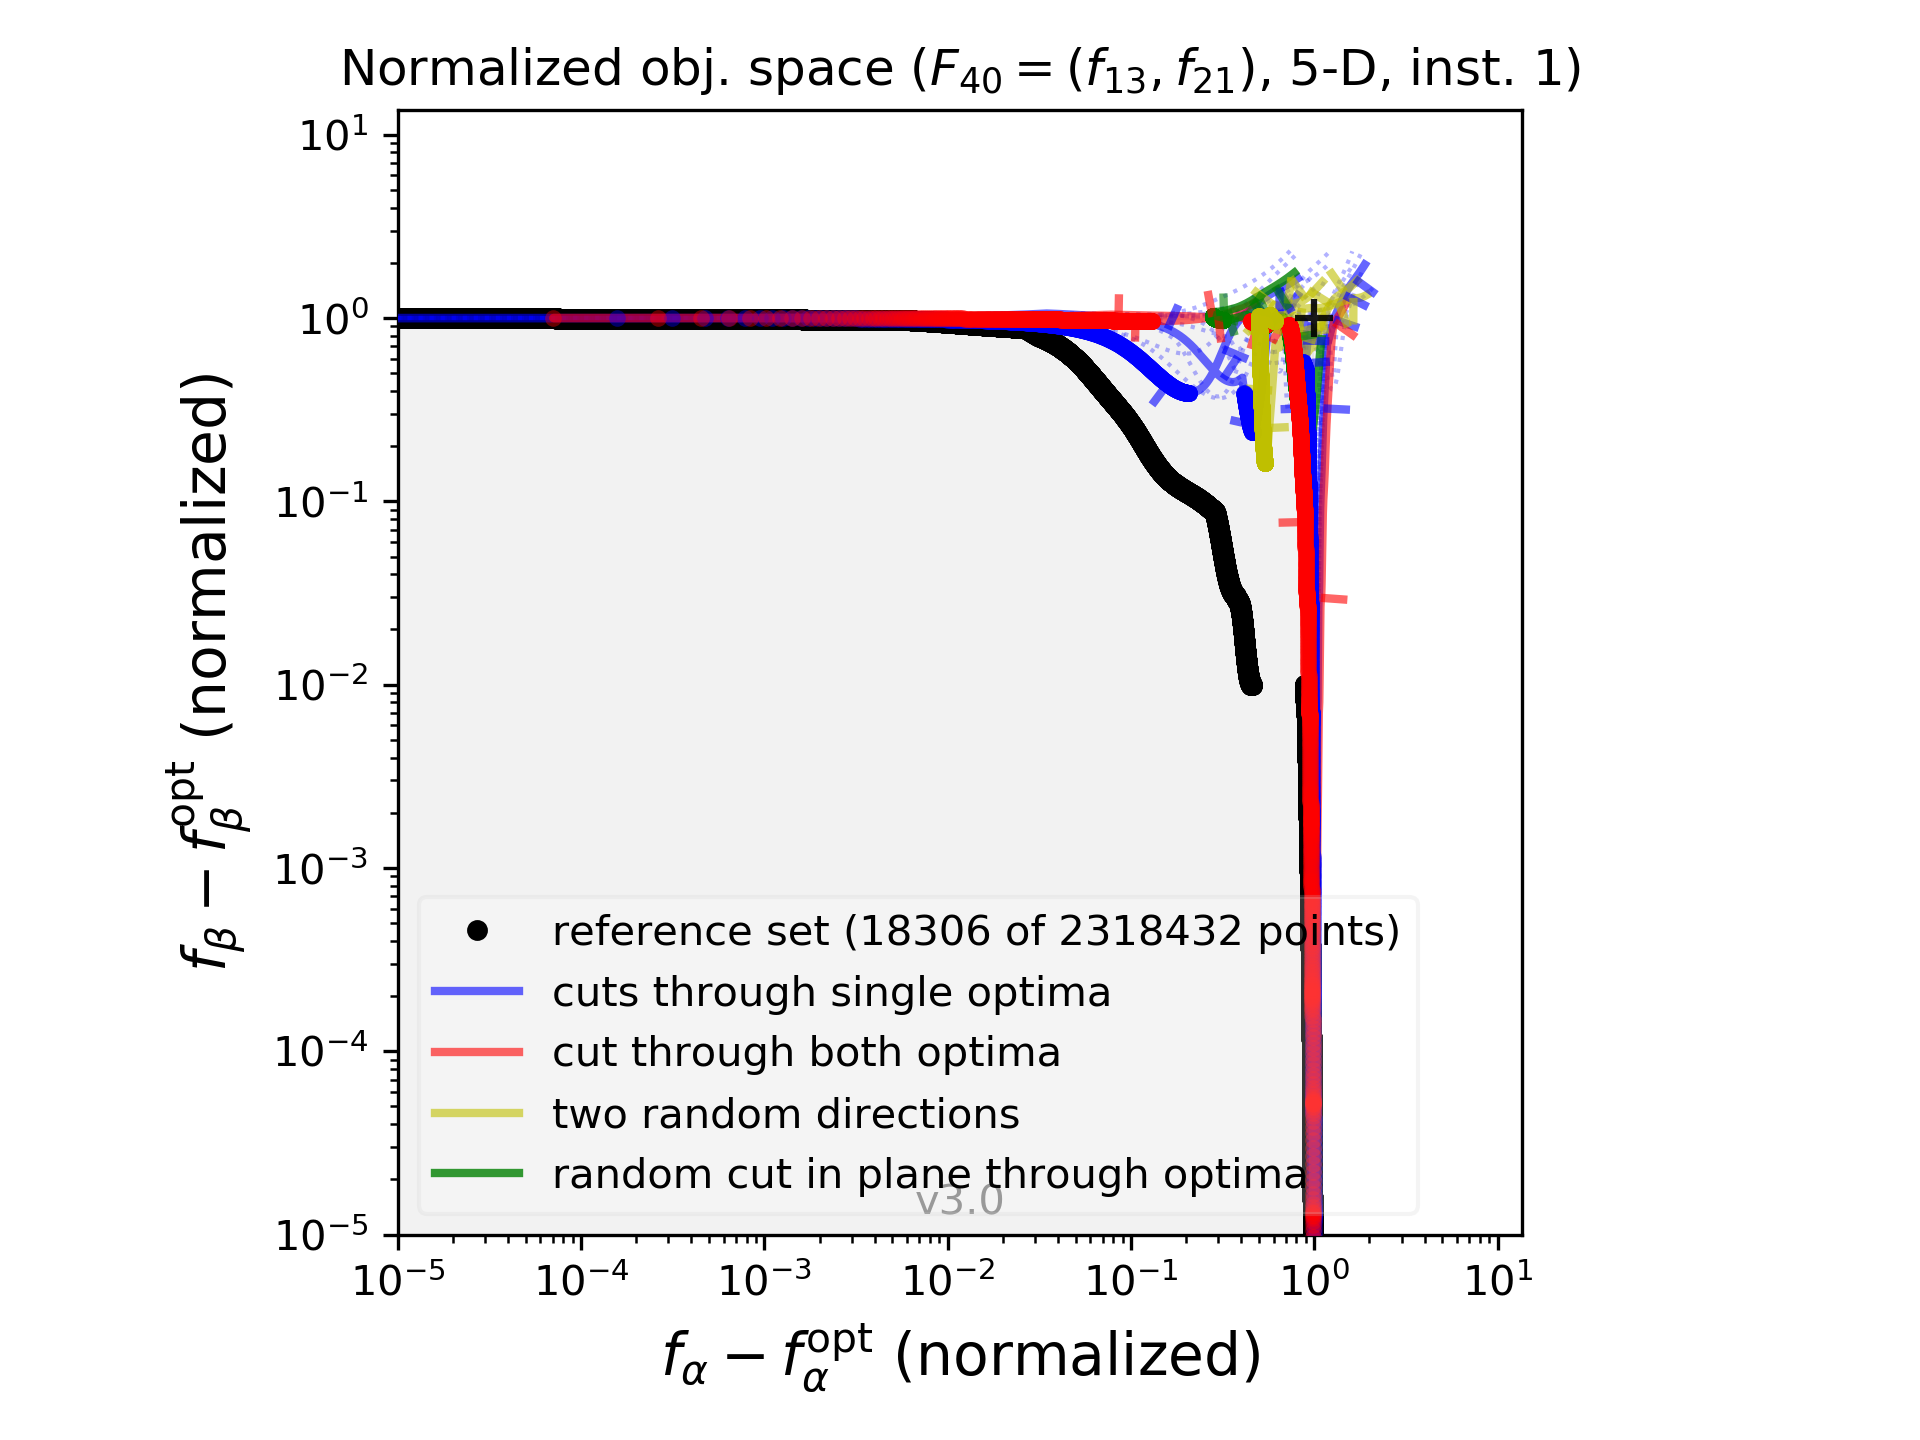 Normalized obj. space (F₄₀ = (f₁₃, f₂₁), 5-D, inst. 1)
10¹
10⁰
10⁻¹
10⁻²
10⁻³
10⁻⁴
10⁻⁵
f_β − f_β^opt (normalized)
reference set (18306 of 2318432 points)
cuts through single optima
cut through both optima
two random directions
random cut in plane through optima
v3.0
10⁻⁵ 10⁻⁴ 10⁻³ 10⁻² 10⁻¹ 10⁰ 10¹
f_α − f_α^opt (normalized)